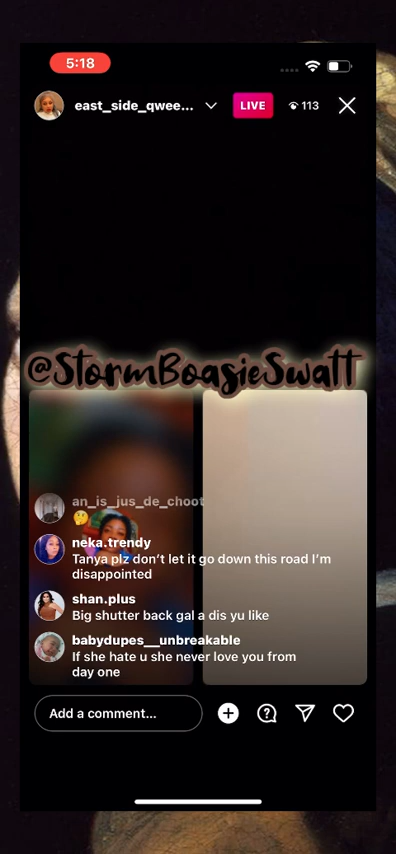 5:18
east_side_qwee...
LIVE
113
@StormBoasieSwatt
an_is_jus_de_choot
🤔
neka.trendy
Tanya plz don't let it go down this road I'm
disappointed
shan.plus
Big shutter back gal a dis yu like
babydupes__unbreakable
If she hate u she never love you from
day one
Add a comment...